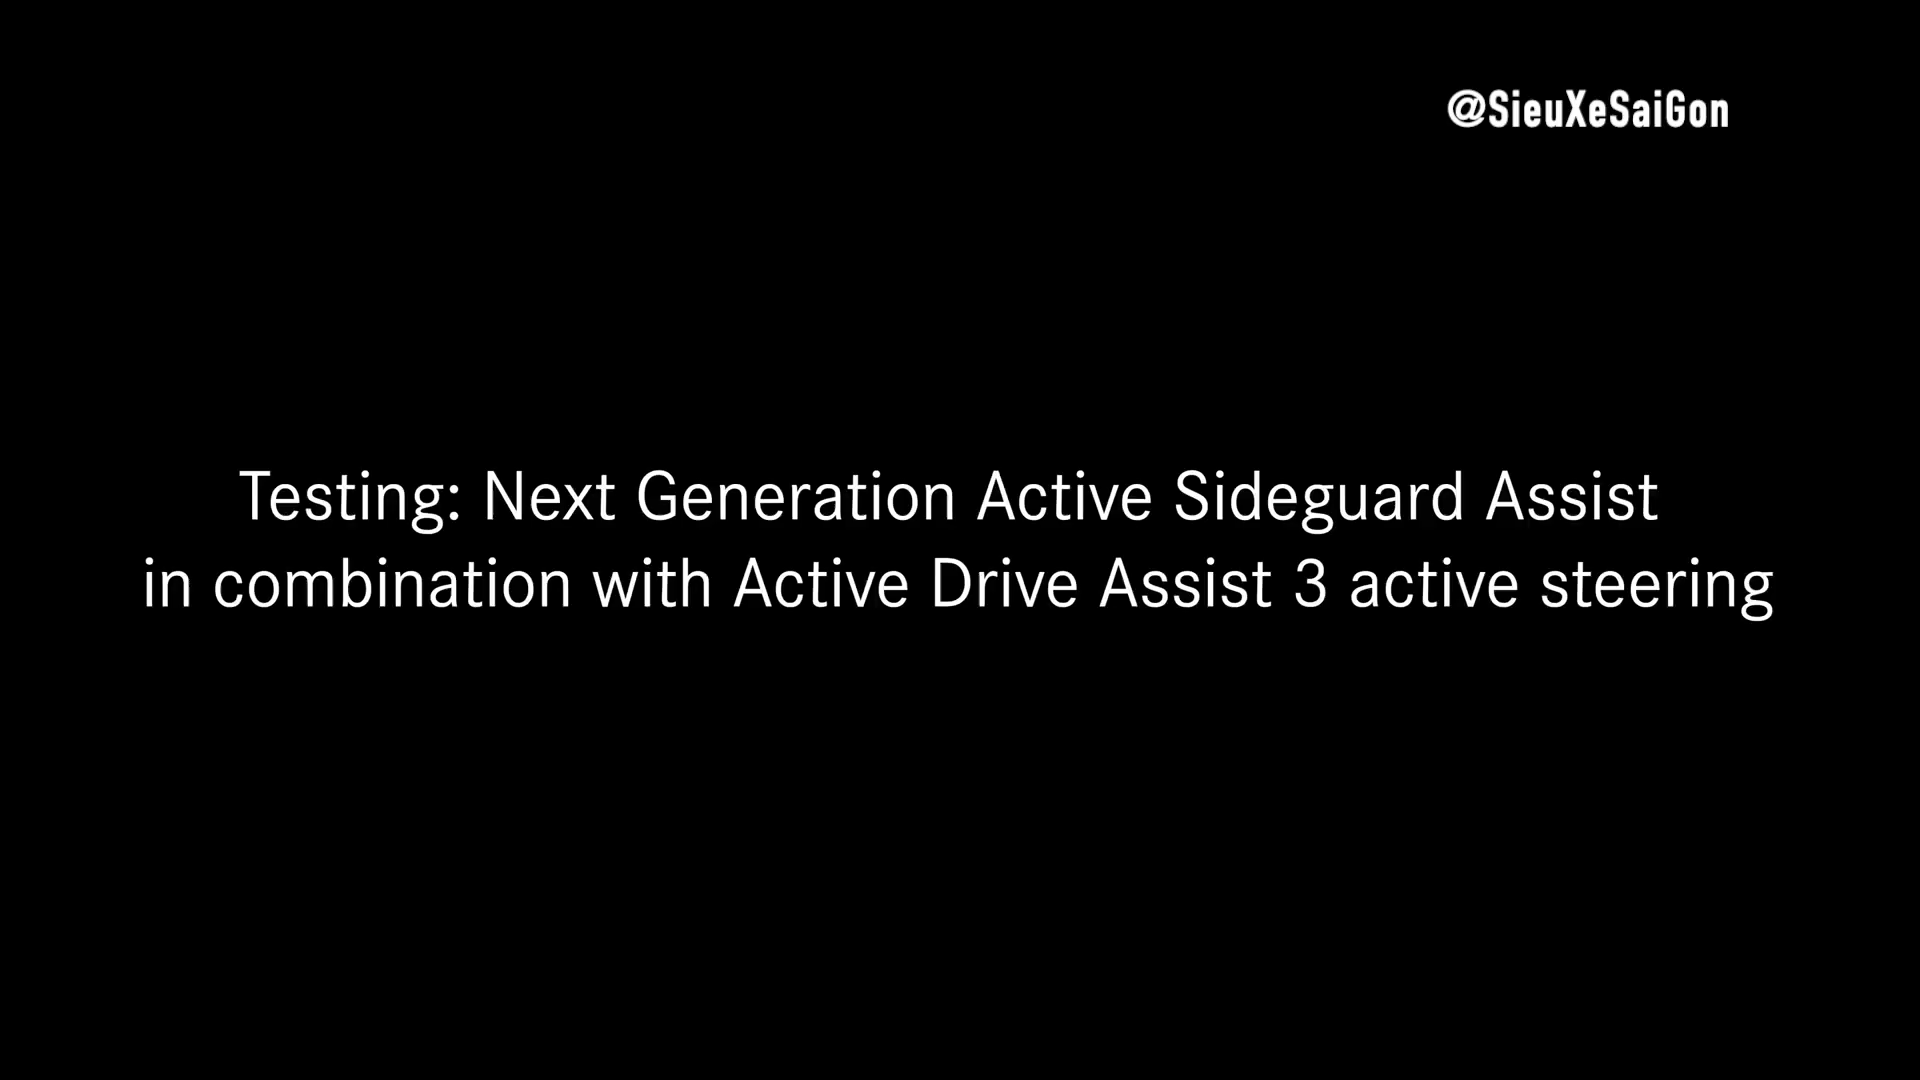 @SieuXeSaiGon
Testing: Next Generation Active Sideguard Assist
in combination with Active Drive Assist 3 active steering